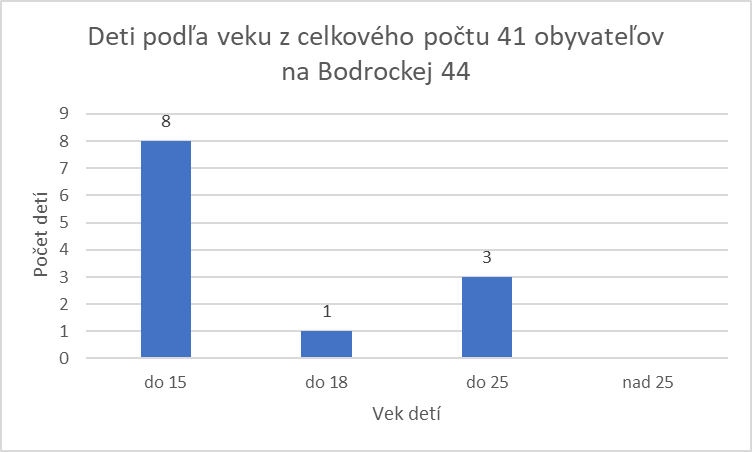 Deti podľa veku z celkového počtu 41 obyvateľov
na Bodrockej 44
9
8
7
6
5
4
3
2
1
0
Počet detí
8
1
3
do 15
do 18
do 25
nad 25
Vek detí